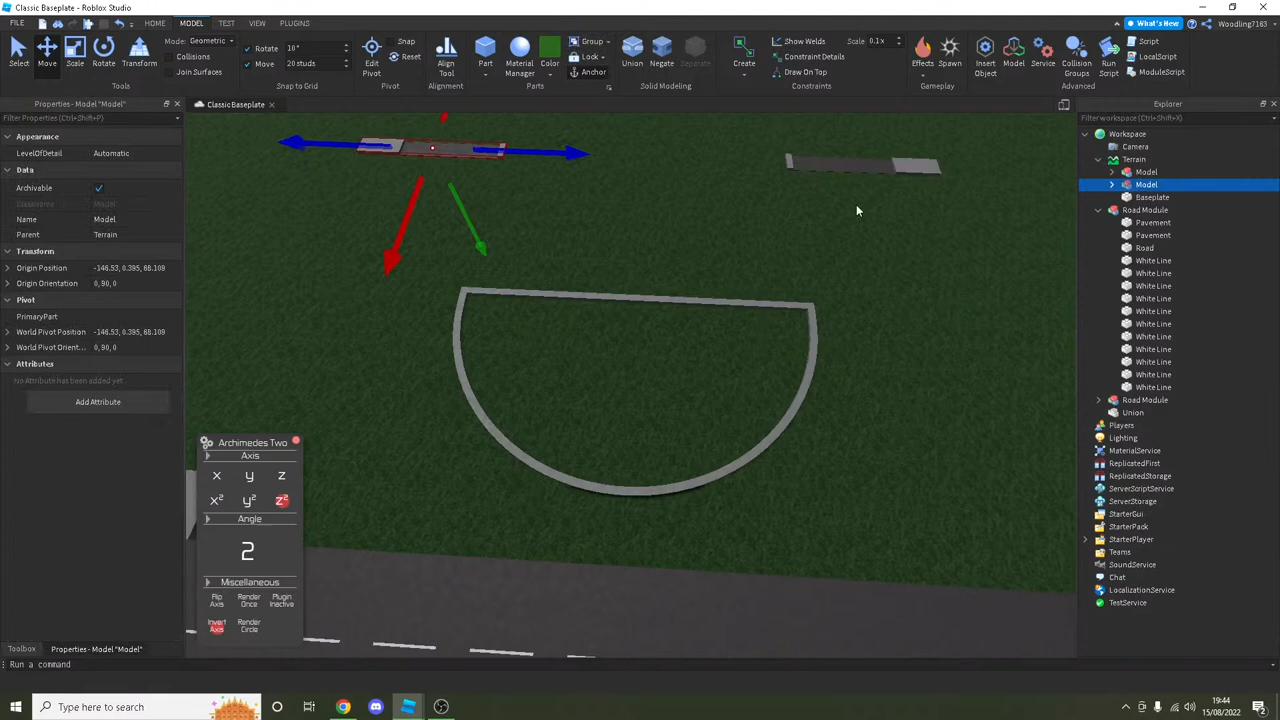 Classic Baseplate - Roblox Studio
FILE HOME MODEL AVATAR TEST VIEW PLUGINS What's New Woodling7163
Select Move Scale Rotate Transform
Tools
Mode: Geometric
Collisions
Join Surfaces
Rotate 10°
Move 20 studs
Snap to Grid
Edit Pivot
Snap
Reset
Pivot
Align Tool
Alignment
Part Material Manager Color
Group
Lock
Anchor
Parts
Union Negate Separate
Solid Modeling
Create
Show Welds Scale 0.1x
Constraint Details
Draw On Top
Constraints
Effects Spawn
Gameplay
Insert Object Model Service Collision Groups Run Script
Script
LocalScript
ModuleScript
Advanced
Properties - Model "Model"
Filter Properties (Ctrl+Shift+P)
Appearance
LevelOfDetail Automatic
Data
Archivable
ClassName Model
Name Model
Parent Terrain
Transform
Origin Position -146.53, 0.395, 68.109
Origin Orientation 0, 90, 0
Pivot
PrimaryPart
World Pivot Position -146.53, 0.395, 68.109
World Pivot Orient... 0, 90, 0
Attributes
No Attribute has been added yet
Add Attribute
Toolbox Properties - Model "Model"
Run a command
Classic Baseplate
Archimedes Two
Axis
x y z
x² y² z²
Angle
2
Miscellaneous
Flip Axis
Render Once
Plugin Inactive
Invert Axis
Render Circle
Explorer
Filter workspace (Ctrl+Shift+X)
Workspace
Camera
Terrain
Model
Model
Baseplate
Road Module
Pavement
Pavement
Road
White Line
White Line
White Line
White Line
White Line
White Line
White Line
White Line
White Line
White Line
White Line
Road Module
Union
Players
Lighting
MaterialService
ReplicatedFirst
ReplicatedStorage
ServerScriptService
ServerStorage
StarterGui
StarterPack
StarterPlayer
Teams
SoundService
Chat
LocalizationService
TestService
Type here to search
19:44
15/08/2022
2